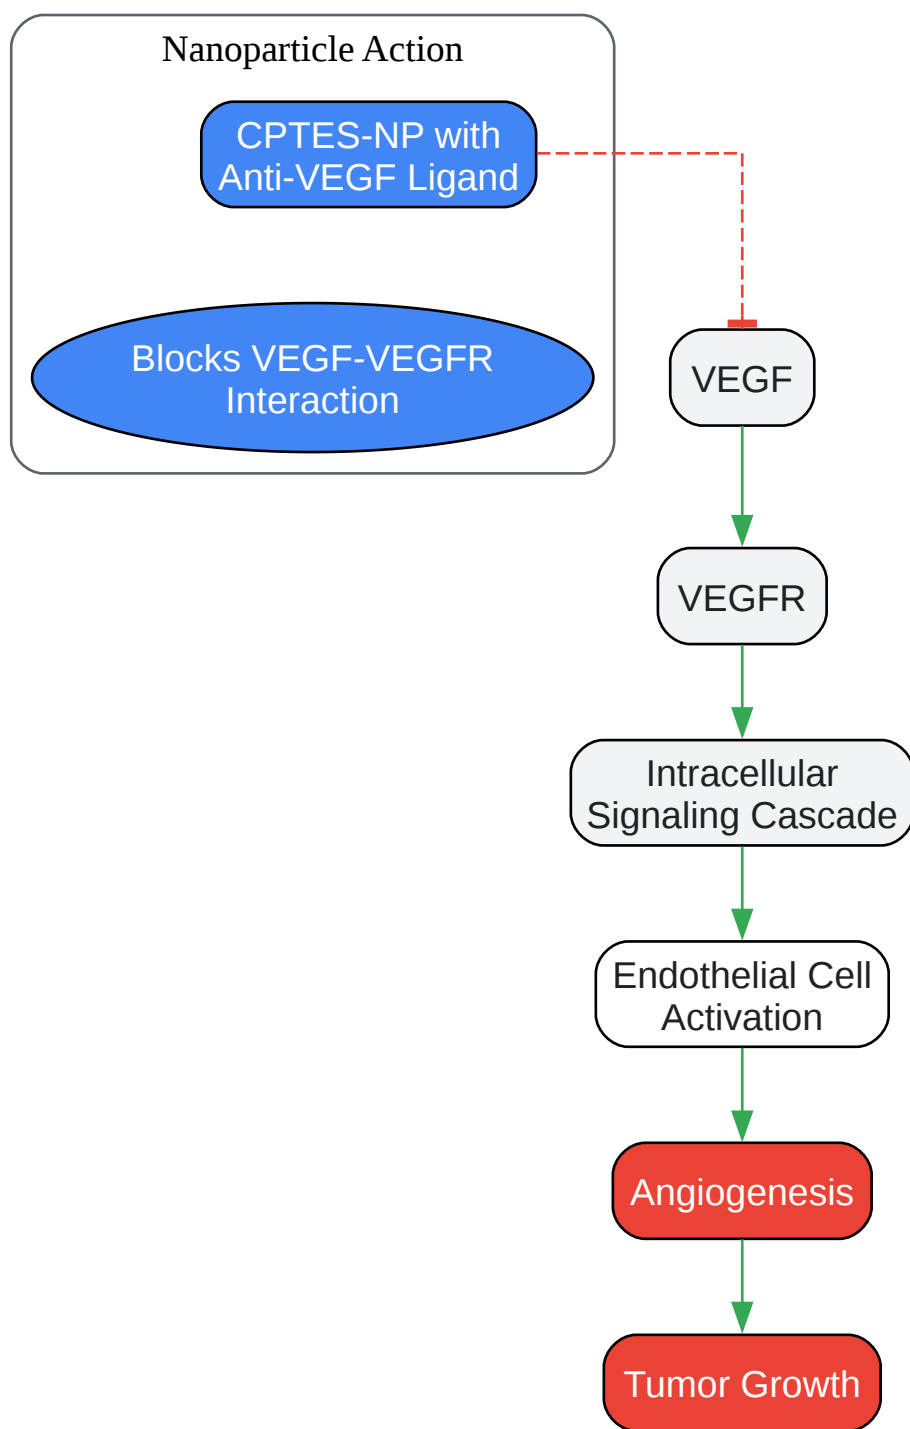 Nanoparticle Action
CPTES-NP with
Anti-VEGF Ligand
Blocks VEGF-VEGFR
Interaction
VEGF
VEGFR
Intracellular
Signaling Cascade
Endothelial Cell
Activation
Angiogenesis
Tumor Growth